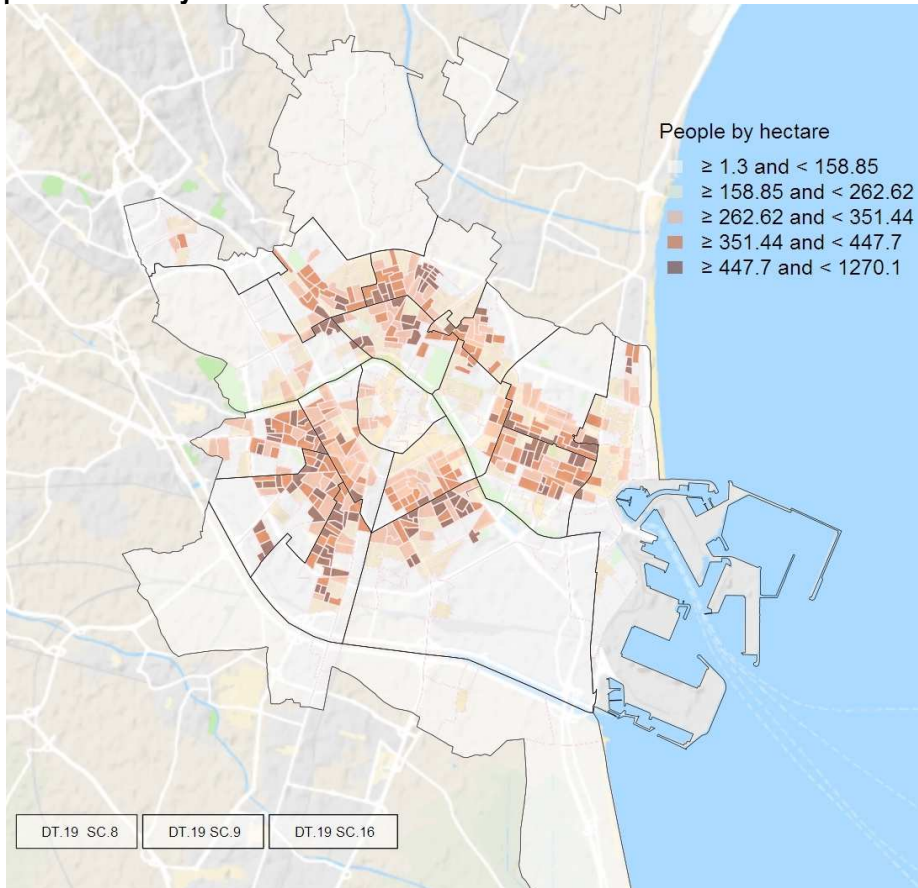 People by hectare
≥ 1.3 and < 158.85
≥ 158.85 and < 262.62
≥ 262.62 and < 351.44
≥ 351.44 and < 447.7
≥ 447.7 and < 1270.1
DT.19 SC.8
DT.19 SC.9
DT.19 SC.16